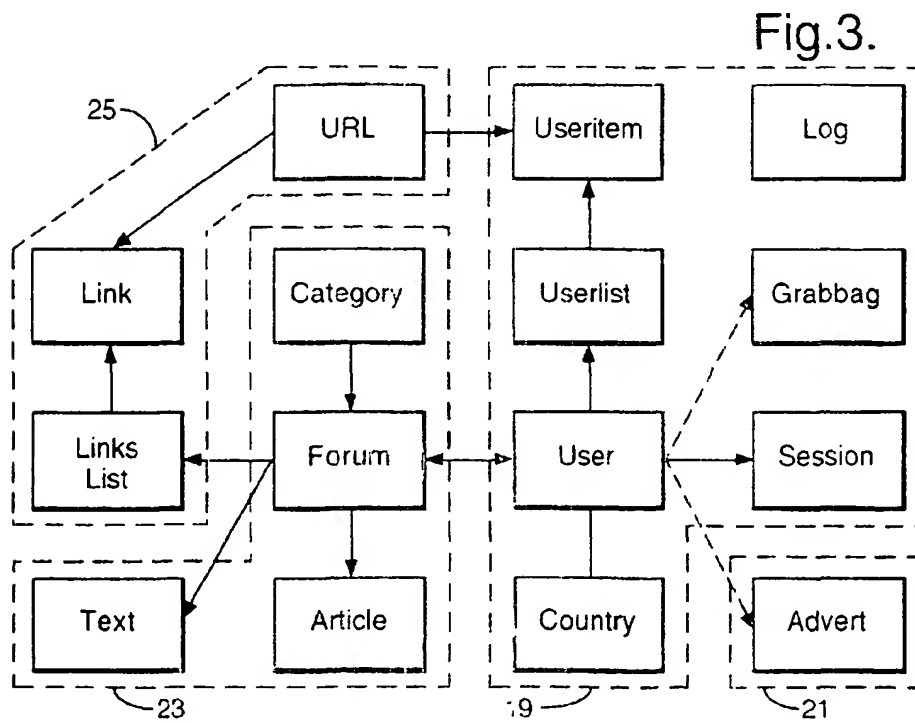 Fig.3.
25
URL
Useritem
Log
Link
Category
Userlist
Grabbag
Links
List
Forum
User
Session
Text
Article
Country
Advert
23
19
21